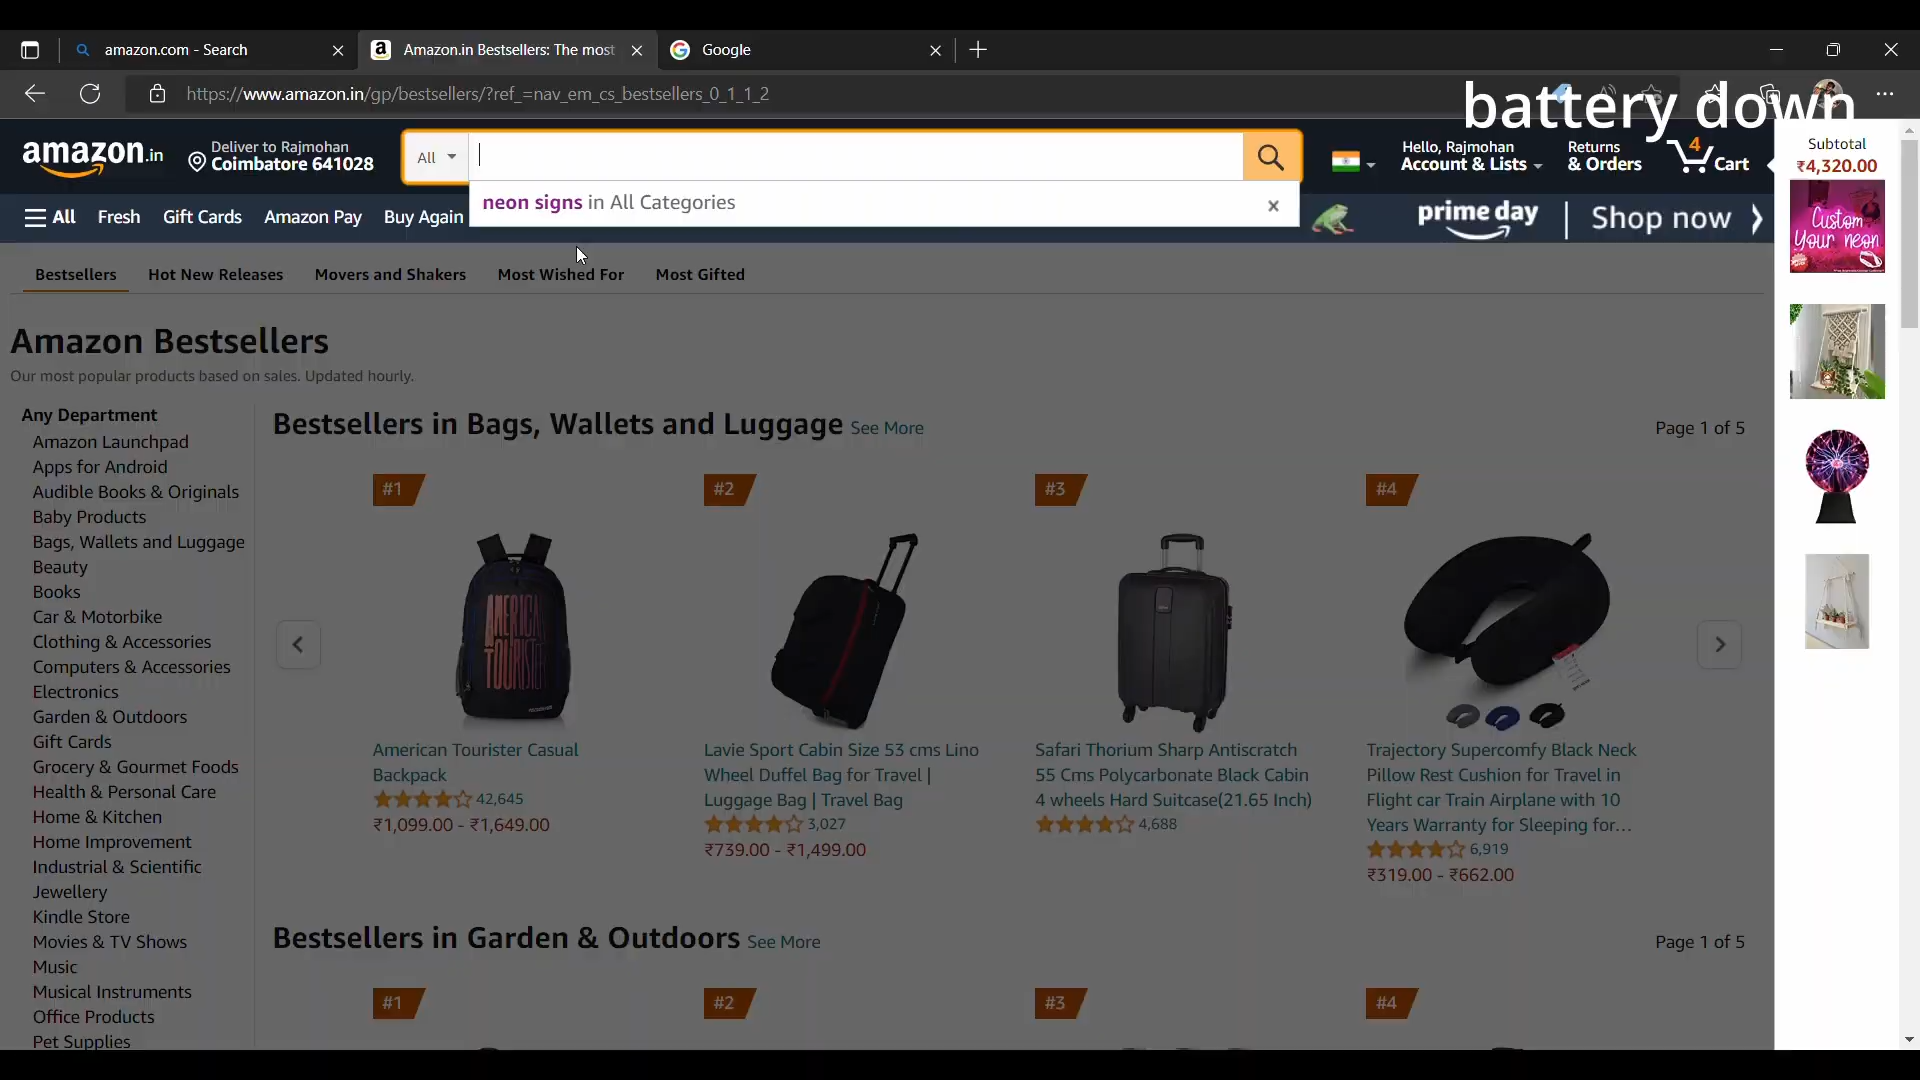 amazon.com - Search
Amazon.in Bestsellers: The most
Google
https://www.amazon.in/gp/bestsellers/?ref_=nav_em_cs_bestsellers_0_1_1_2
battery down
amazon.in
Deliver to Rajmohan
Coimbatore 641028
All
Hello, Rajmohan
Account & Lists
Returns
& Orders
4
Cart
Subtotal
₹4,320.00
neon signs in All Categories
All
Fresh
Gift Cards
Amazon Pay
Buy Again
prime day
Shop now
Custom
Your neon
Bestsellers
Hot New Releases
Movers and Shakers
Most Wished For
Most Gifted
Amazon Bestsellers
Our most popular products based on sales. Updated hourly.
Any Department
Amazon Launchpad
Apps for Android
Audible Books & Originals
Baby Products
Bags, Wallets and Luggage
Beauty
Books
Car & Motorbike
Clothing & Accessories
Computers & Accessories
Electronics
Garden & Outdoors
Gift Cards
Grocery & Gourmet Foods
Health & Personal Care
Home & Kitchen
Home Improvement
Industrial & Scientific
Jewellery
Kindle Store
Movies & TV Shows
Music
Musical Instruments
Office Products
Pet Supplies
Bestsellers in Bags, Wallets and Luggage See More
Page 1 of 5
#1
#2
#3
#4
AMERICAN
TOURISTER
American Tourister Casual
Backpack
42,645
₹1,099.00 - ₹1,649.00
Lavie Sport Cabin Size 53 cms Lino
Wheel Duffel Bag for Travel |
Luggage Bag | Travel Bag
3,027
₹739.00 - ₹1,499.00
Safari Thorium Sharp Antiscratch
55 Cms Polycarbonate Black Cabin
4 wheels Hard Suitcase(21.65 Inch)
4,688
Trajectory Supercomfy Black Neck
Pillow Rest Cushion for Travel in
Flight car Train Airplane with 10
Years Warranty for Sleeping for...
6,919
₹319.00 - ₹662.00
Bestsellers in Garden & Outdoors See More
Page 1 of 5
#1
#2
#3
#4